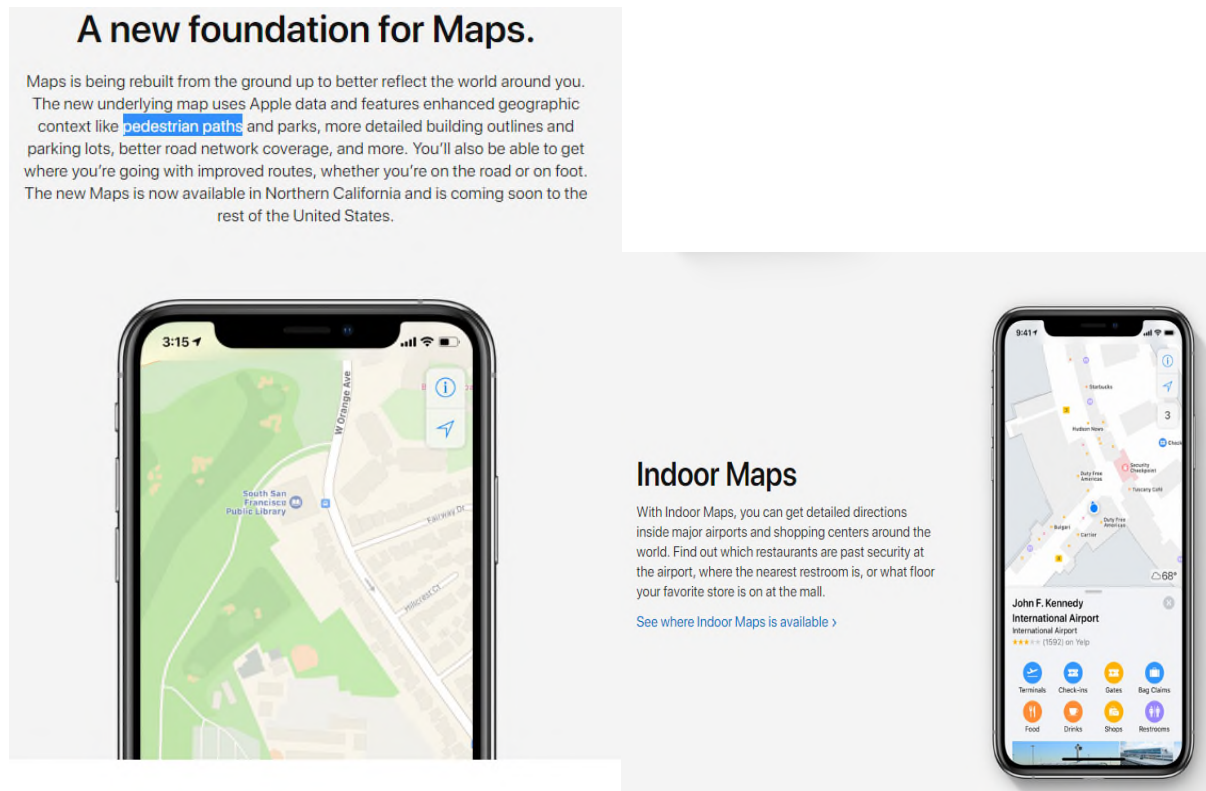 A new foundation for Maps.
Maps is being rebuilt from the ground up to better reflect the world around you.
The new underlying map uses Apple data and features enhanced geographic
context like pedestrian paths and parks, more detailed building outlines and
parking lots, better road network coverage, and more. You'll also be able to get
where you're going with improved routes, whether you're on the road or on foot.
The new Maps is now available in Northern California and is coming soon to the
rest of the United States.
3:15
W Orange Ave
South San
Francisco
Public Library
Fairway Dr
Hillcrest Ct
Indoor Maps
With Indoor Maps, you can get detailed directions
inside major airports and shopping centers around the
world. Find out which restaurants are past security at
the airport, where the nearest restroom is, or what floor
your favorite store is on at the mall.
See where Indoor Maps is available ›
9:41
Starbucks
3
Hudson News
Check
Security
Checkpoint
Duty Free
Americas
Tuscany Café
Duty Free
Americas
Bvlgari
Cartier
68°
John F. Kennedy
International Airport
International Airport
(1592) on Yelp
Terminals Check-ins Gates Bag Claims
Food Drinks Shops Restrooms